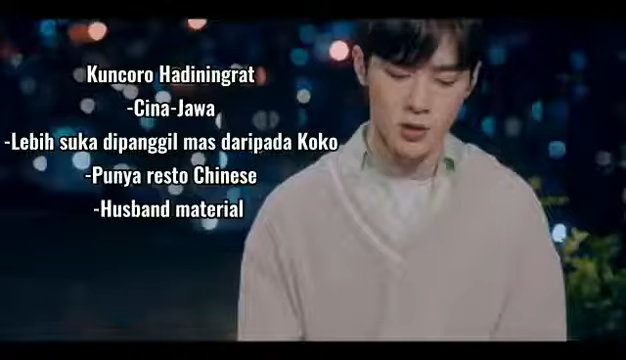 Kuncoro Hadiningrat
-Cina-Jawa
-Lebih suka dipanggil mas daripada Koko
-Punya resto Chinese
-Husband material